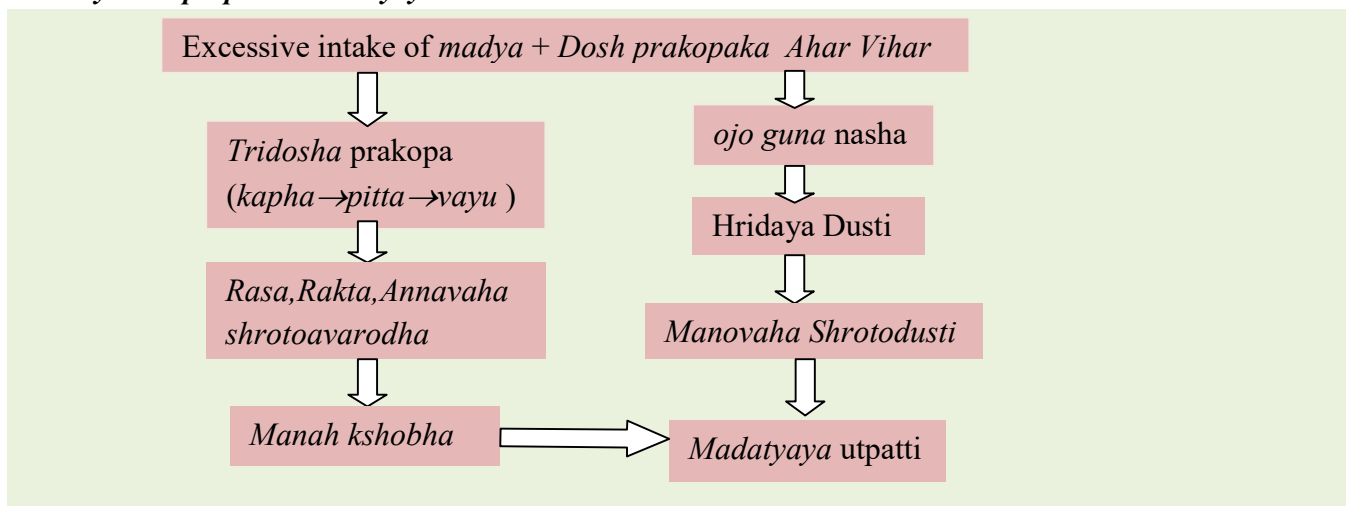 Excessive intake of madya + Dosh prakopaka Ahar Vihar
Tridosha prakopa
(kapha→pitta→vayu )
Rasa,Rakta,Annavaha
shrotoavarodha
Manah kshobha
ojo guna nasha
Hridaya Dusti
Manovaha Shrotodusti
Madatyaya utpatti